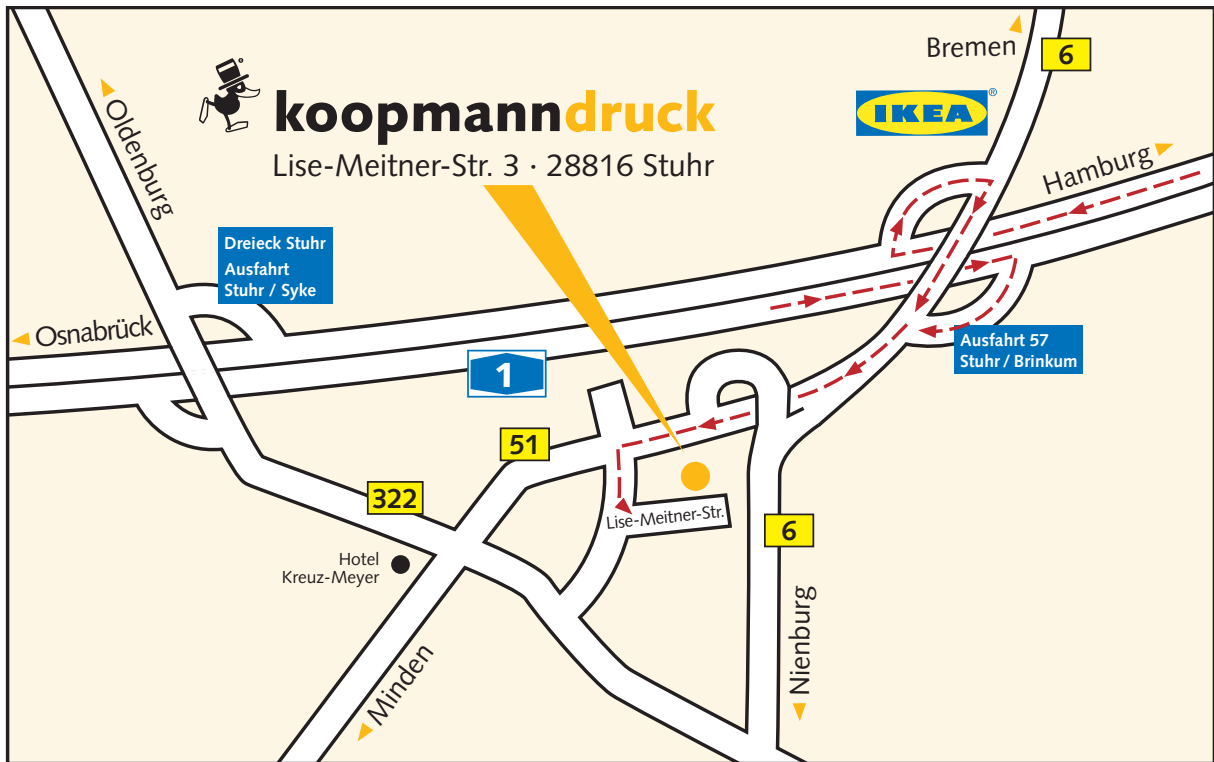 Bremen
6
IKEA®
koopmanndruck
Lise-Meitner-Str. 3 · 28816 Stuhr
Oldenburg
Hamburg
Dreieck Stuhr
Ausfahrt
Stuhr / Syke
Osnabrück
1
Ausfahrt 57
Stuhr / Brinkum
51
322
Lise-Meitner-Str.
6
Hotel
Kreuz-Meyer
Minden
Nienburg